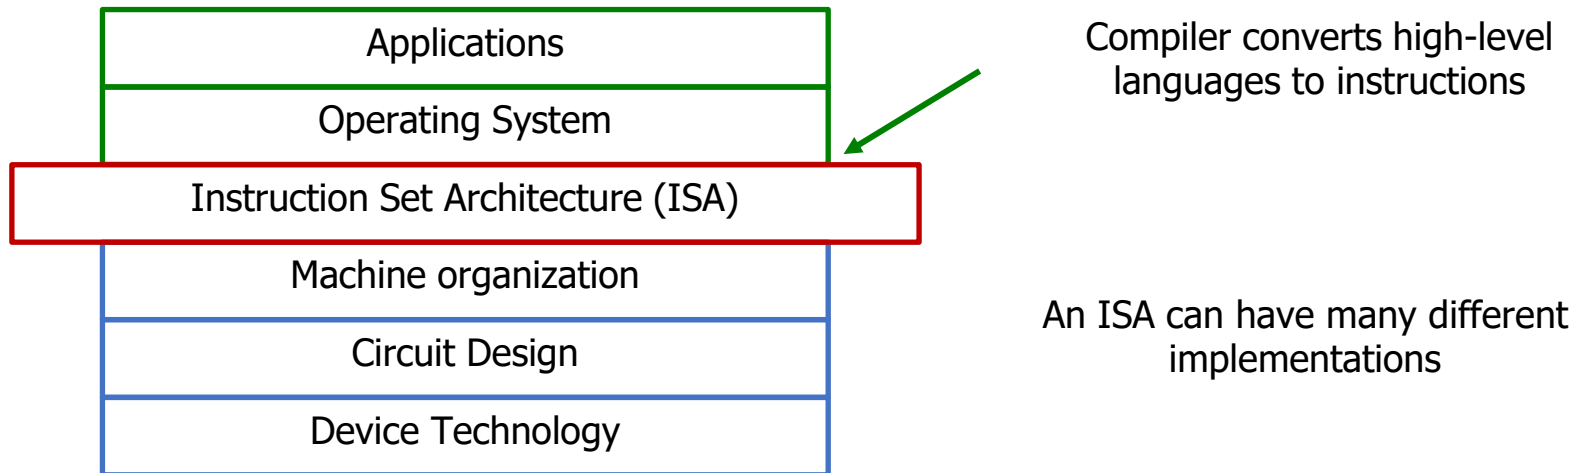 Applications
Operating System
Instruction Set Architecture (ISA)
Machine organization
Circuit Design
Device Technology
Compiler converts high-level
languages to instructions
An ISA can have many different
implementations